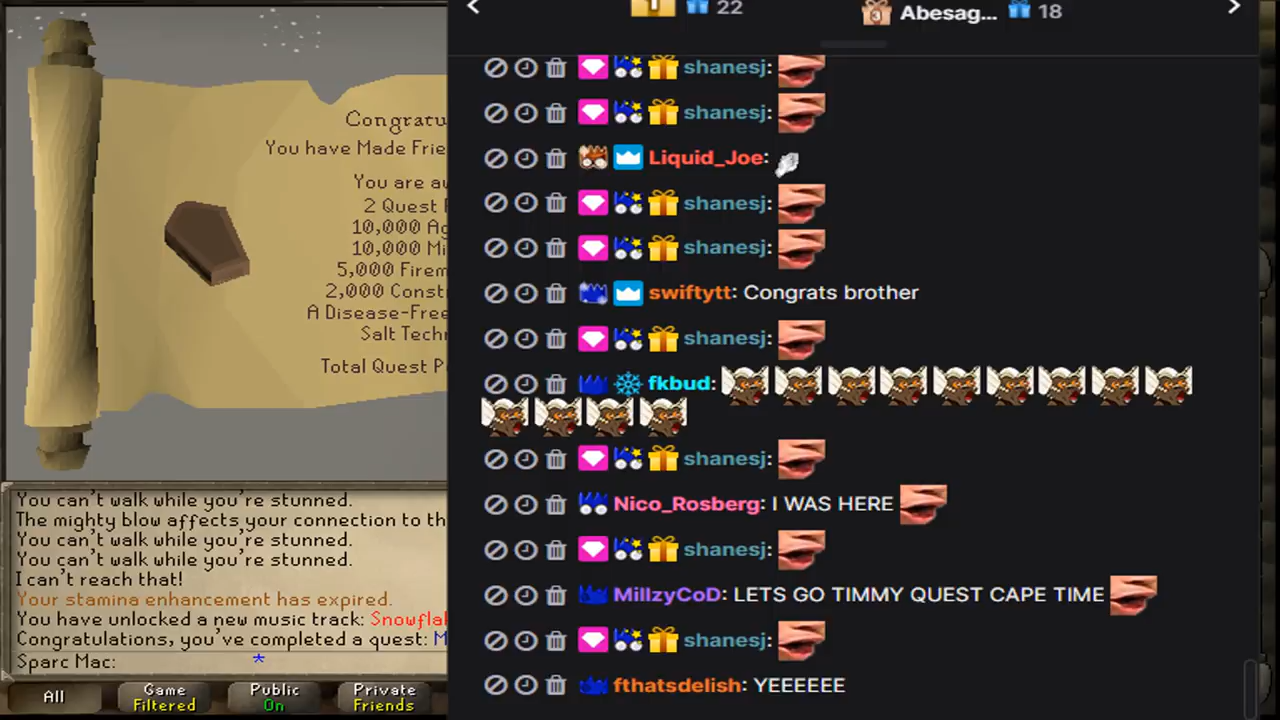 22
3 Abesag... 18
Congratu
You have Made Frie
You are aw
2 Quest P
10,000 Ag
10,000 Mi
5,000 Firem
2,000 Constr
A Disease-Free
Salt Techn
Total Quest P
You can't walk while you're stunned.
The mighty blow affects your connection to th
You can't walk while you're stunned.
You can't walk while you're stunned.
I can't reach that!
Your stamina enhancement has expired.
You have unlocked a new music track: Snowflak
Congratulations, you've completed a quest: M
Sparc Mac: *
All
Game
Filtered
Public
On
Private
Friends
shanesj:
shanesj:
Liquid_Joe:
shanesj:
shanesj:
swiftytt: Congrats brother
shanesj:
fkbud:
shanesj:
Nico_Rosberg: I WAS HERE
shanesj:
MillzyCoD: LETS GO TIMMY QUEST CAPE TIME
shanesj:
fthatsdelish: YEEEEEE